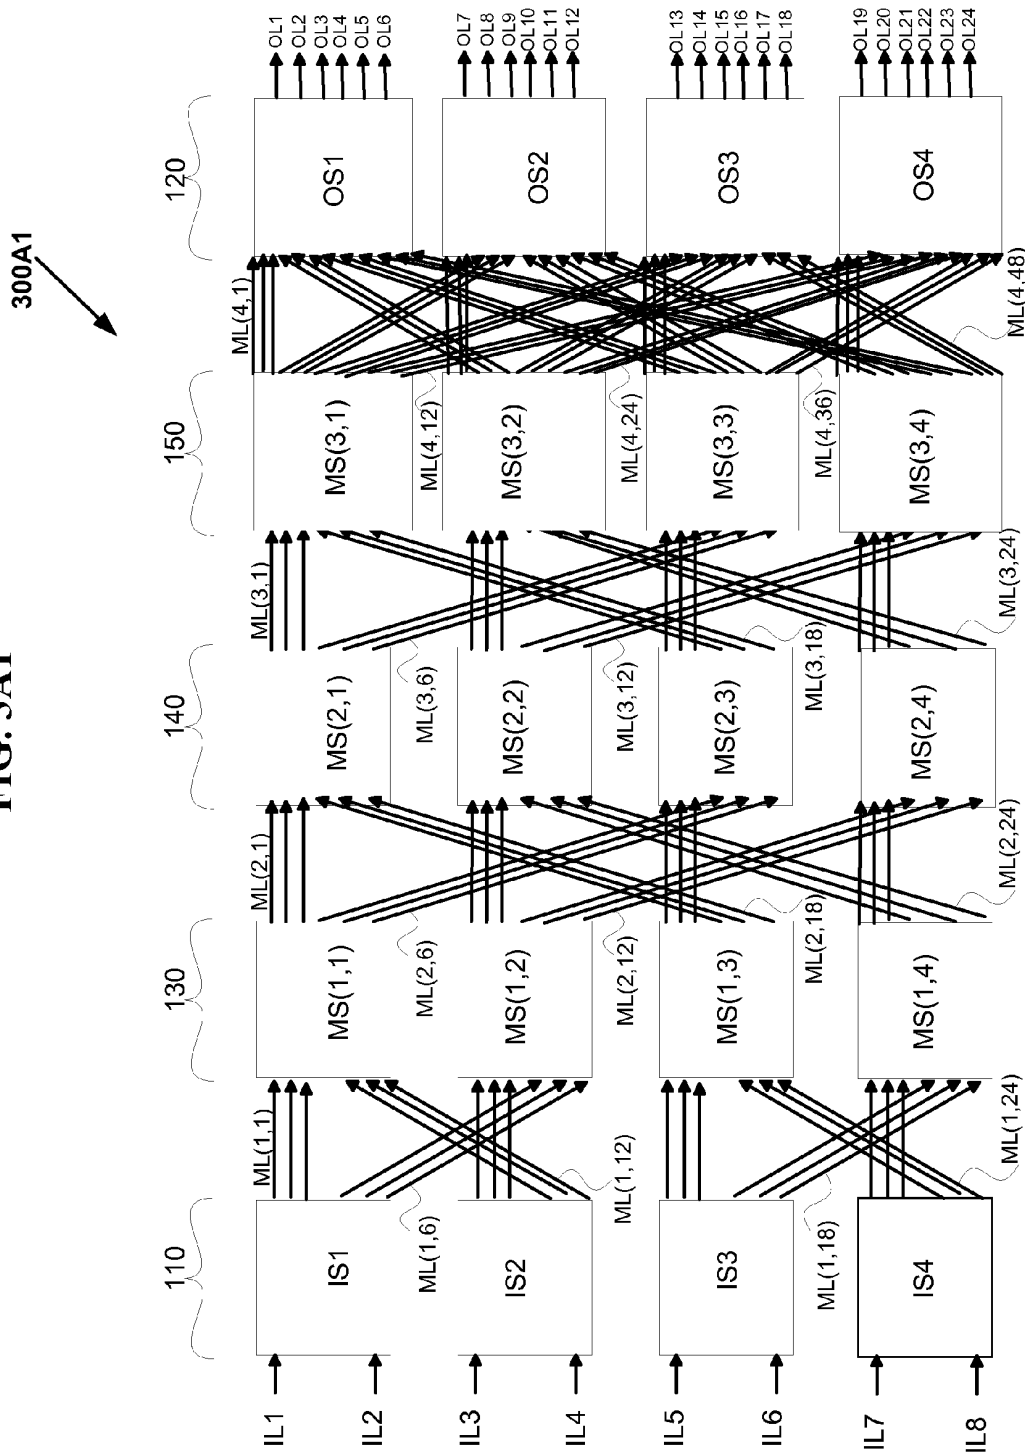 300A1
FIG. 3A1
110
130
140
150
120
IL1
IL2
IL3
IL4
IL5
IL6
IL7
IL8
IS1
IS2
IS3
IS4
ML(1,1)
ML(1,6)
ML(1,12)
ML(1,18)
ML(1,24)
MS(1,1)
MS(1,2)
MS(1,3)
MS(1,4)
ML(2,1)
ML(2,6)
ML(2,12)
ML(2,18)
ML(2,24)
MS(2,1)
MS(2,2)
MS(2,3)
MS(2,4)
ML(3,1)
ML(3,6)
ML(3,12)
ML(3,18)
ML(3,24)
MS(3,1)
MS(3,2)
MS(3,3)
MS(3,4)
ML(4,1)
ML(4,12)
ML(4,24)
ML(4,36)
ML(4,48)
OS1
OS2
OS3
OS4
OL1
OL2
OL3
OL4
OL5
OL6
OL7
OL8
OL9
OL10
OL11
OL12
OL13
OL14
OL15
OL16
OL17
OL18
OL19
OL20
OL21
OL22
OL23
OL24